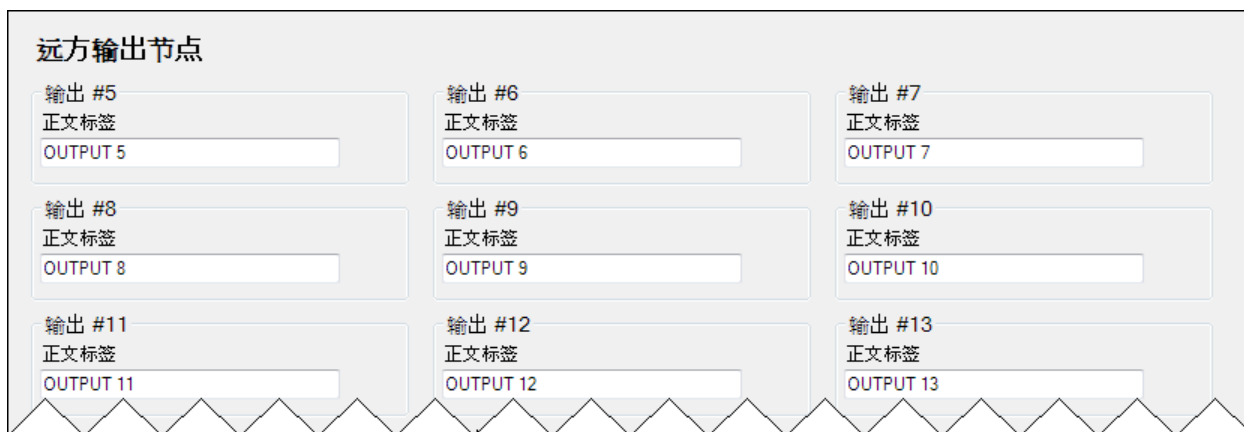 远方输出节点
输出 #5
输出 #6
输出 #7
正文标签
正文标签
正文标签
OUTPUT 5
OUTPUT 6
OUTPUT 7
输出 #8
输出 #9
输出 #10
正文标签
正文标签
正文标签
OUTPUT 8
OUTPUT 9
OUTPUT 10
输出 #11
输出 #12
输出 #13
正文标签
正文标签
正文标签
OUTPUT 11
OUTPUT 12
OUTPUT 13